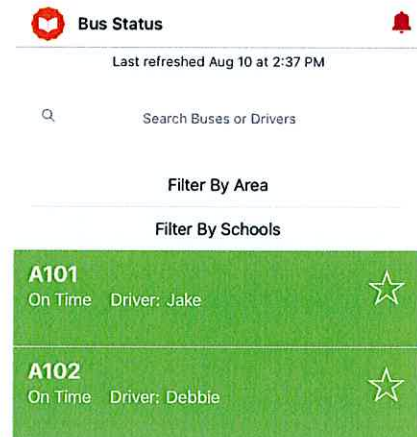 Bus Status
Last refreshed Aug 10 at 2:37 PM
Search Buses or Drivers
Filter By Area
Filter By Schools
A101
On Time Driver: Jake
A102
On Time Driver: Debbie